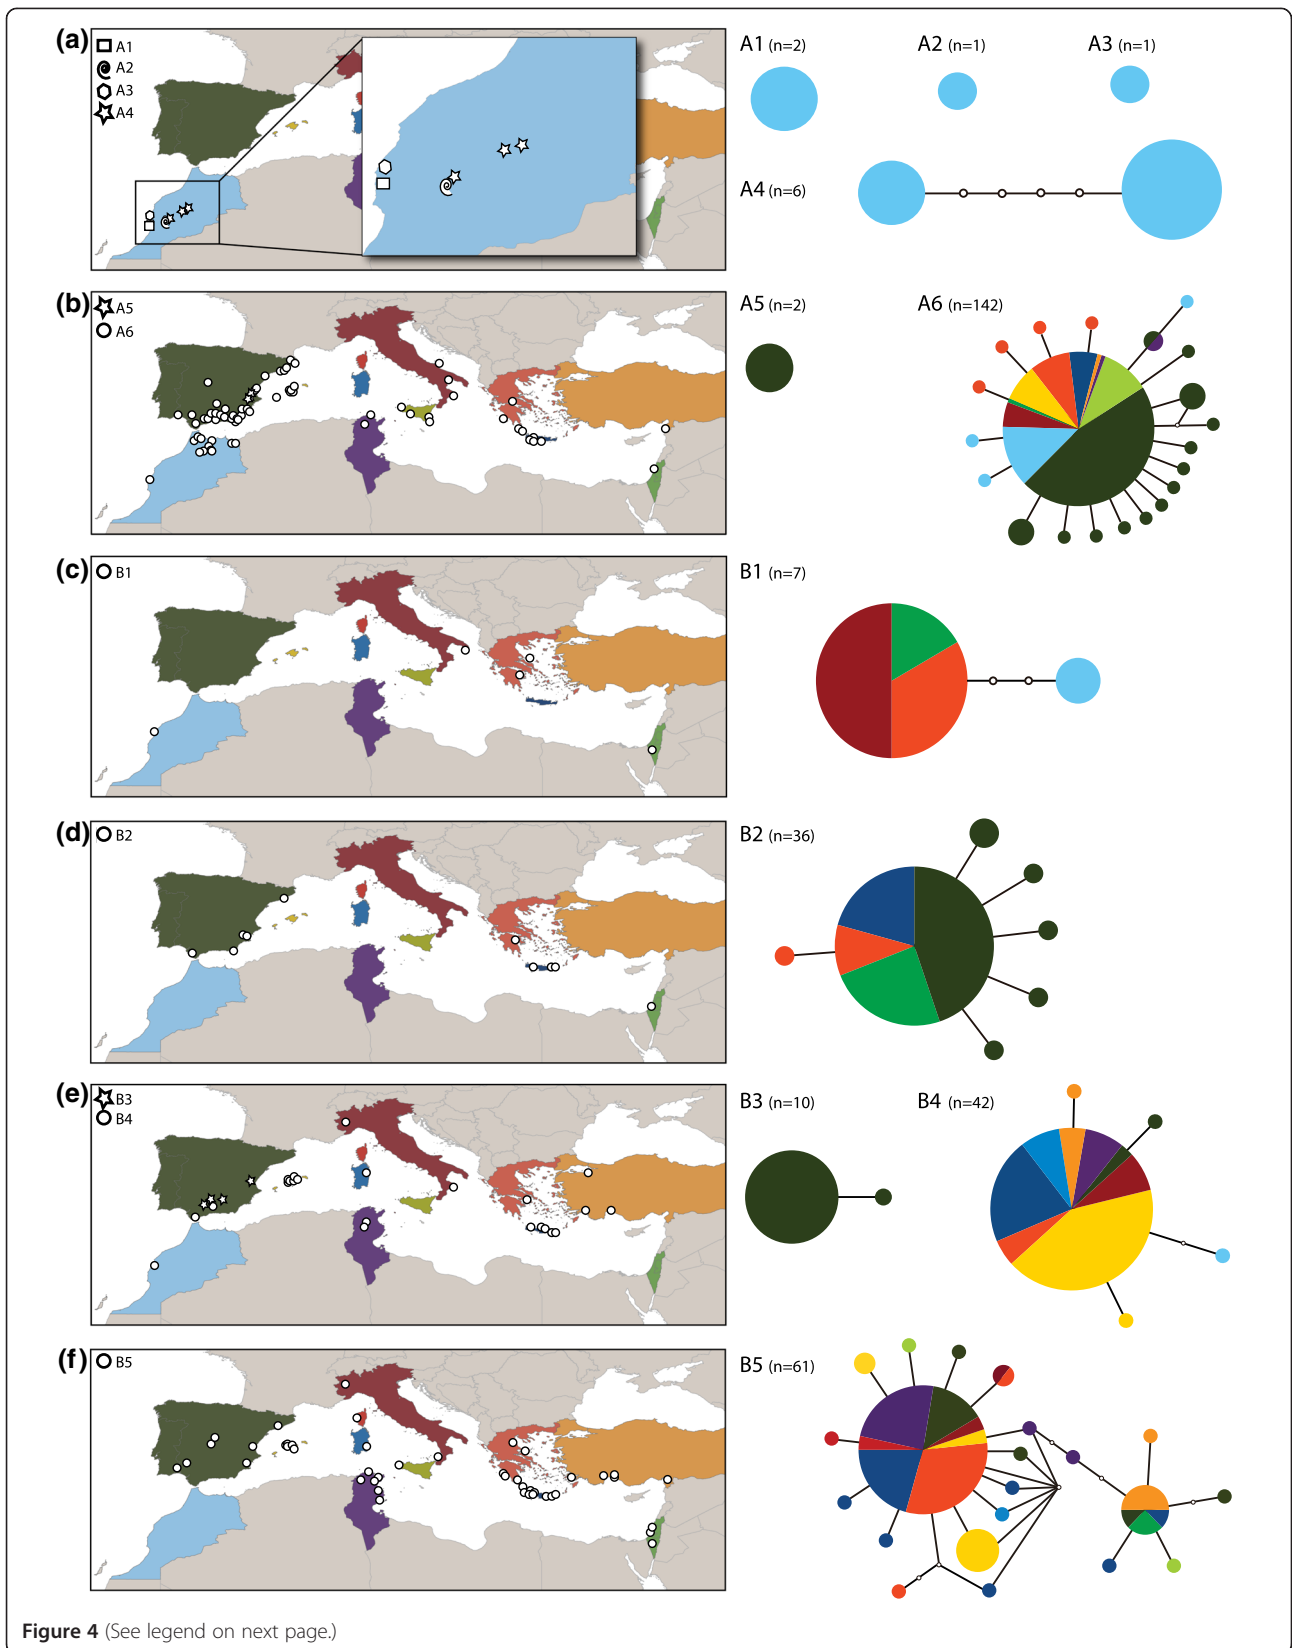 (a)
A1
A2
A3
A4
A1 (n=2)
A2 (n=1)
A3 (n=1)
A4 (n=6)
(b)
A5
A6
A5 (n=2)
A6 (n=142)
(c)
B1
B1 (n=7)
(d)
B2
B2 (n=36)
(e)
B3
B4
B3 (n=10)
B4 (n=42)
(f)
B5
B5 (n=61)
Figure 4 (See legend on next page.)